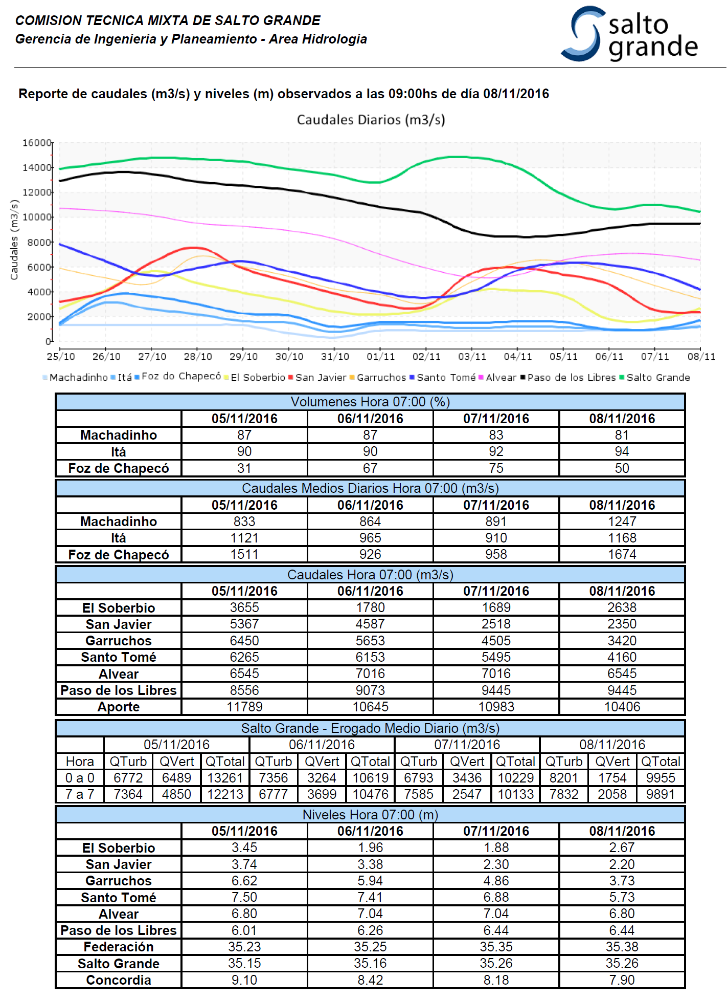 COMISION TECNICA MIXTA DE SALTO GRANDE
Gerencia de Ingenieria y Planeamiento - Area Hidrologia
salto
grande
Reporte de caudales (m3/s) y niveles (m) observados a las 09:00hs de día 08/11/2016
Caudales Diarios (m3/s)
Caudales (m3/s)
16000
14000
12000
10000
8000
6000
4000
2000
0
25/10 26/10 27/10 28/10 29/10 30/10 31/10 01/11 02/11 03/11 04/11 05/11 06/11 07/11 08/11
Machadinho Itá Foz do Chapecó El Soberbio San Javier Garruchos Santo Tomé Alvear Paso de los Libres Salto Grande
Volumenes Hora 07:00 (%)
05/11/2016 06/11/2016 07/11/2016 08/11/2016
Machadinho 87 87 83 81
Itá 90 90 92 94
Foz de Chapecó 31 67 75 50
Caudales Medios Diarios Hora 07:00 (m3/s)
05/11/2016 06/11/2016 07/11/2016 08/11/2016
Machadinho 833 864 891 1247
Itá 1121 965 910 1168
Foz de Chapecó 1511 926 958 1674
Caudales Hora 07:00 (m3/s)
05/11/2016 06/11/2016 07/11/2016 08/11/2016
El Soberbio 3655 1780 1689 2638
San Javier 5367 4587 2518 2350
Garruchos 6450 5653 4505 3420
Santo Tomé 6265 6153 5495 4160
Alvear 6545 7016 7016 6545
Paso de los Libres 8556 9073 9445 9445
Aporte 11789 10645 10983 10406
Salto Grande - Erogado Medio Diario (m3/s)
05/11/2016 06/11/2016 07/11/2016 08/11/2016
Hora QTurb QVert QTotal QTurb QVert QTotal QTurb QVert QTotal QTurb QVert QTotal
0 a 0 6772 6489 13261 7356 3264 10619 6793 3436 10229 8201 1754 9955
7 a 7 7364 4850 12213 6777 3699 10476 7585 2547 10133 7832 2058 9891
Niveles Hora 07:00 (m)
05/11/2016 06/11/2016 07/11/2016 08/11/2016
El Soberbio 3.45 1.96 1.88 2.67
San Javier 3.74 3.38 2.30 2.20
Garruchos 6.62 5.94 4.86 3.73
Santo Tomé 7.50 7.41 6.88 5.73
Alvear 6.80 7.04 7.04 6.80
Paso de los Libres 6.01 6.26 6.44 6.44
Federación 35.23 35.25 35.35 35.38
Salto Grande 35.15 35.16 35.26 35.26
Concordia 9.10 8.42 8.18 7.90